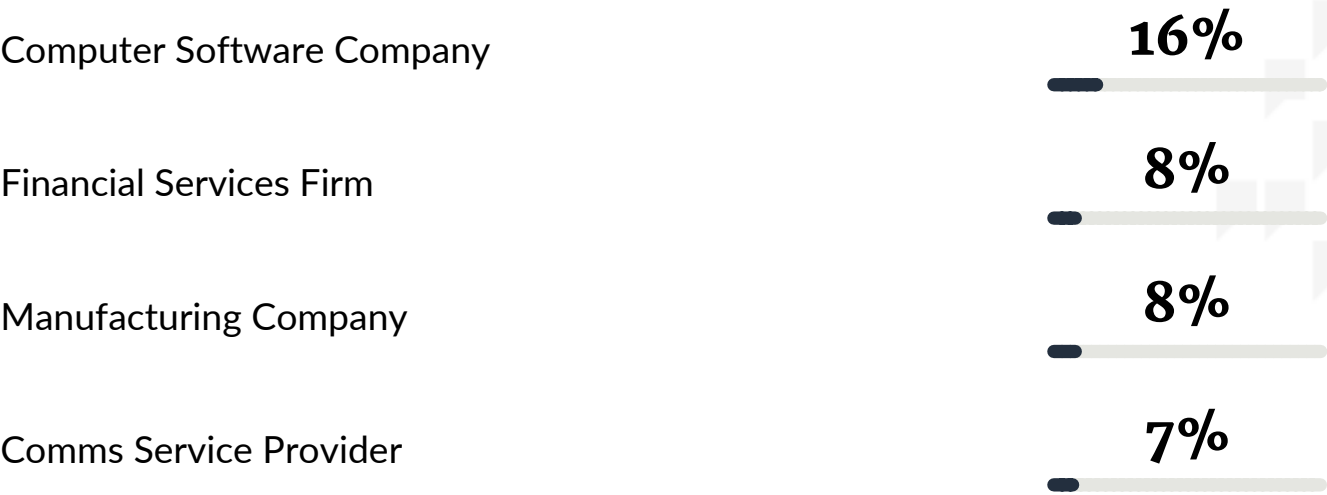 Computer Software Company 16%
Financial Services Firm 8%
Manufacturing Company 8%
Comms Service Provider 7%